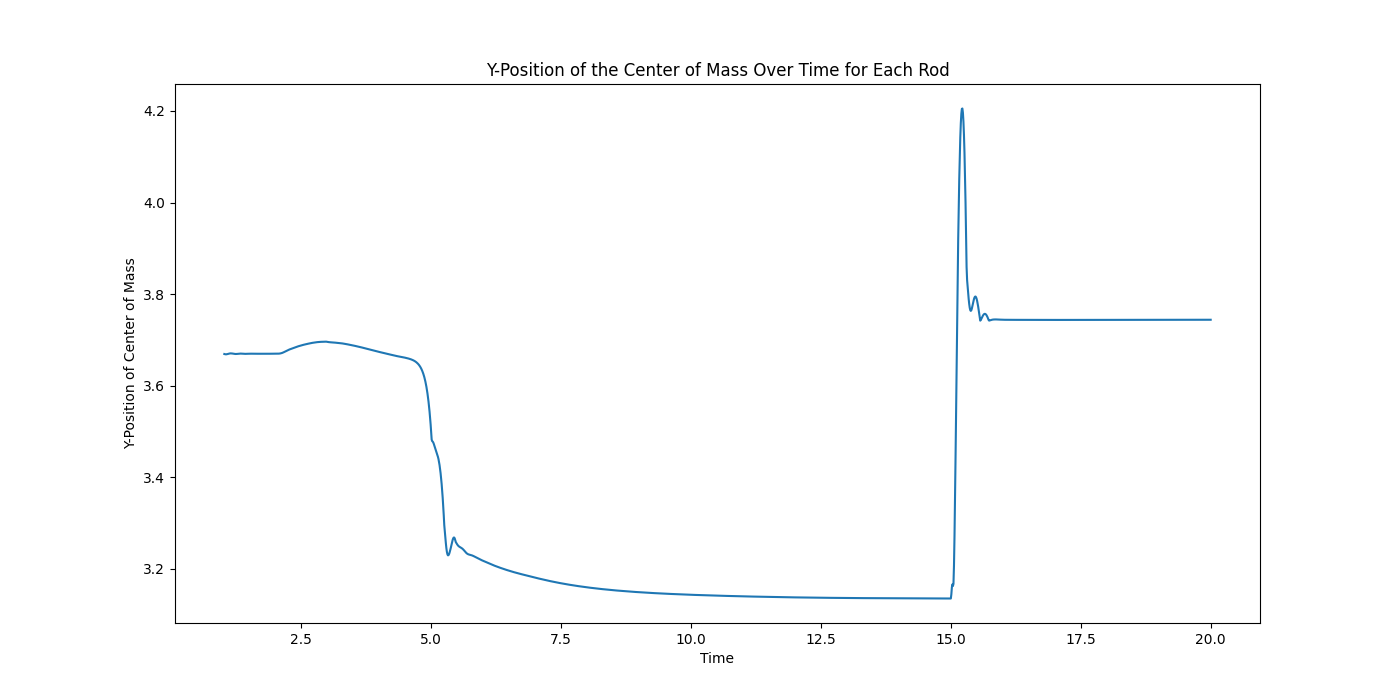 Y-Position of the Center of Mass Over Time for Each Rod
Y-Position of Center of Mass
4.2
4.0
3.8
3.6
3.4
3.2
2.5 5.0 7.5 10.0 12.5 15.0 17.5 20.0
Time